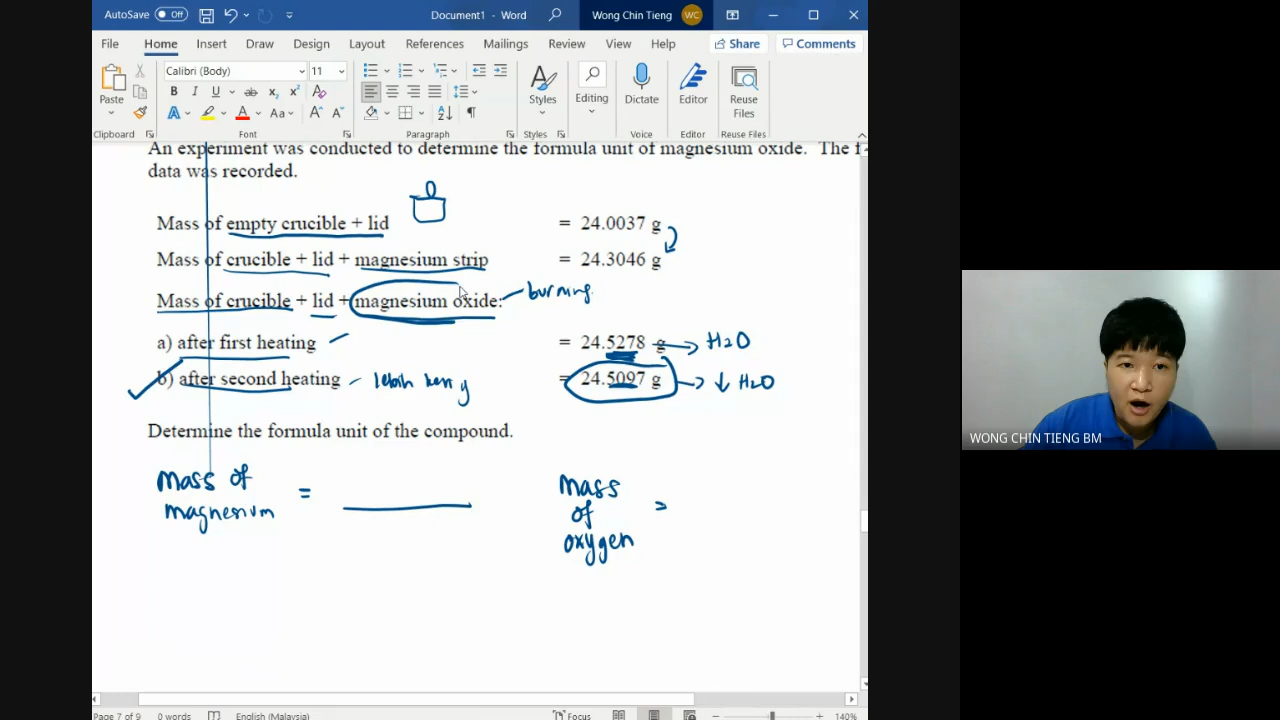 AutoSave Off Document1 - Word Wong Chin Tieng WC
File Home Insert Draw Design Layout References Mailings Review View Help Share Comments
Calibri (Body) 11
Paste B I U ab x₂ x² A Styles Editing Dictate Editor Reuse Files
A A Aa A A
Clipboard Font Paragraph Styles Voice Editor Reuse Files
An experiment was conducted to determine the formula unit of magnesium oxide. The f
data was recorded.
Mass of empty crucible + lid = 24.0037 g
Mass of crucible + lid + magnesium strip = 24.3046 g
Mass of crucible + lid + magnesium oxide: burning
a) after first heating = 24.5278 g → H2O
b) after second heating - lebih keny = 24.5097 g → ↓ H2O
Determine the formula unit of the compound.
Mass of magnesium =
Mass of oxygen =
WONG CHIN TIENG BM
Page 7 of 9 0 words English (Malaysia) Focus 140%